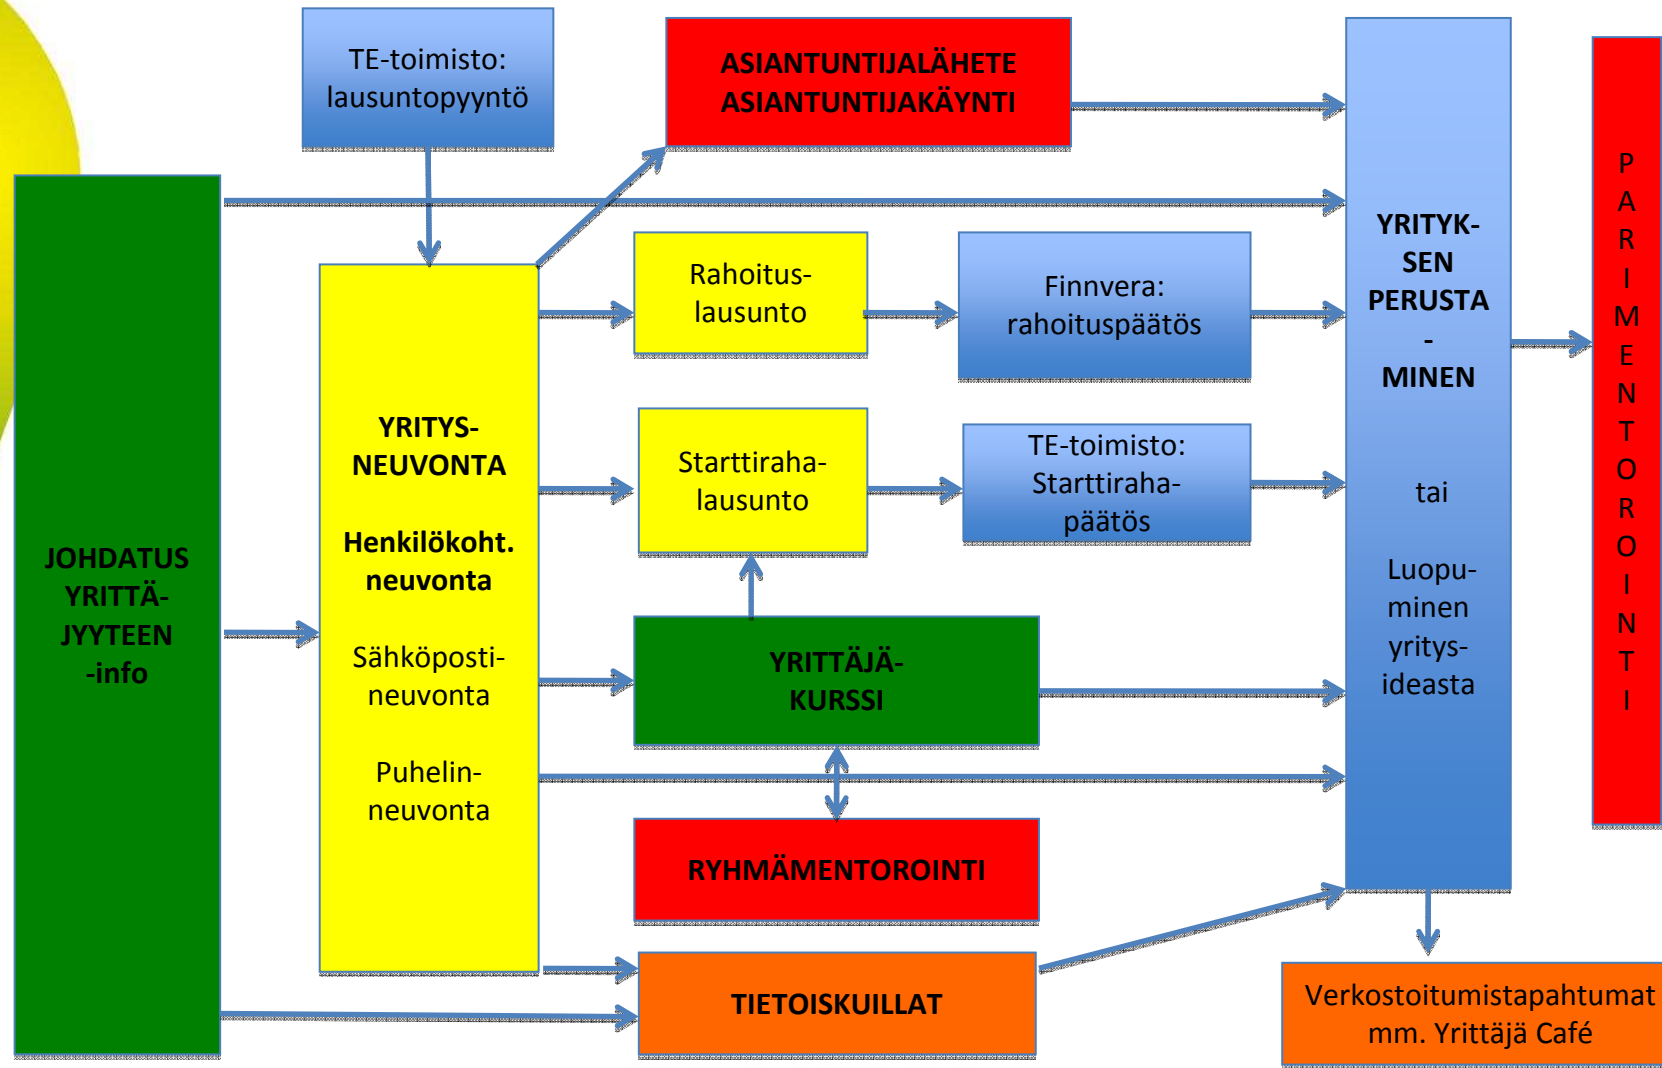 TE-toimisto:
lausuntopyyntö
ASIANTUNTIJALÄHETE
ASIANTUNTIJAKÄYNTI
JOHDATUS
YRITTÄ-
JYYTEEN
-info
YRITYS-
NEUVONTA
Henkilökoht.
neuvonta
Sähköposti-
neuvonta
Puhelin-
neuvonta
Rahoitus-
lausunto
Finnvera:
rahoituspäätös
Starttiraha-
lausunto
TE-toimisto:
Starttiraha-
päätös
YRITTÄJÄ-
KURSSI
RYHMÄMENTOROINTI
TIETOISKUILLAT
YRITYK-
SEN
PERUSTA
-
MINEN
tai
Luopu-
minen
yritys-
ideasta
P
A
R
I
M
E
N
T
O
R
O
I
N
T
I
Verkostoitumistapahtumat
mm. Yrittäjä Café